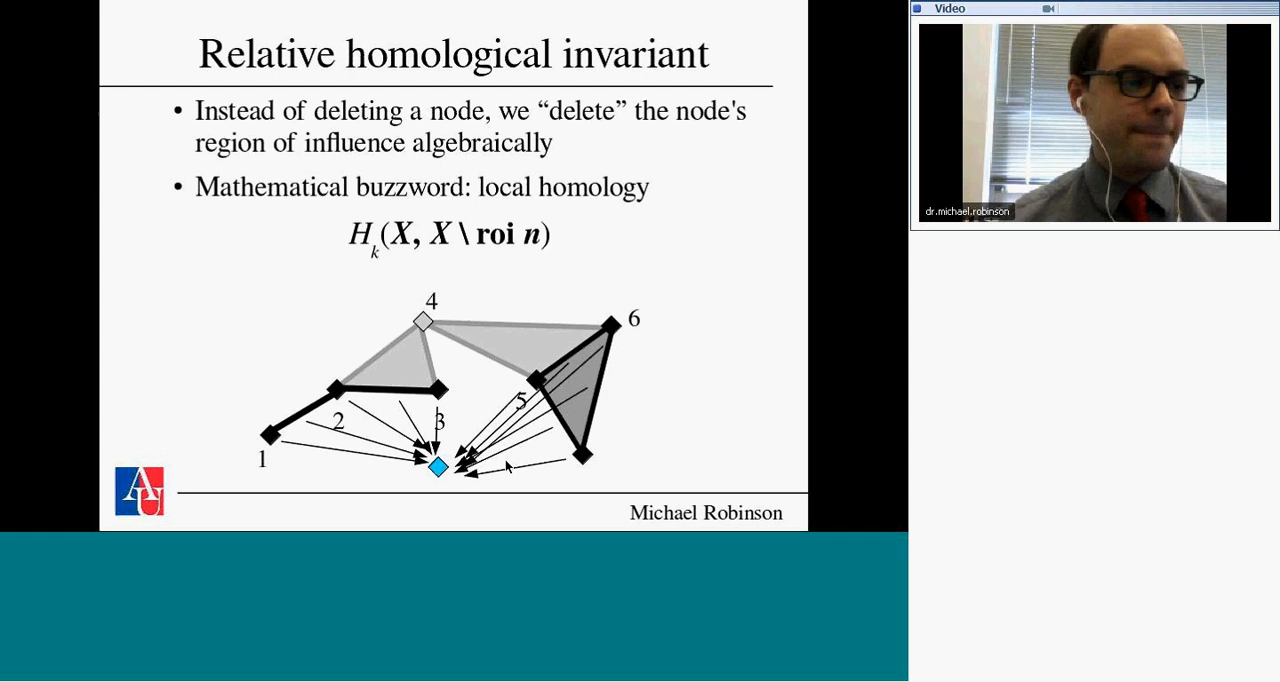 Relative homological invariant
• Instead of deleting a node, we “delete” the node's
region of influence algebraically
• Mathematical buzzword: local homology
Hk(X, X \ roi n)
4
6
5
2
3
1
AU
Michael Robinson
Video
dr.michael.robinson